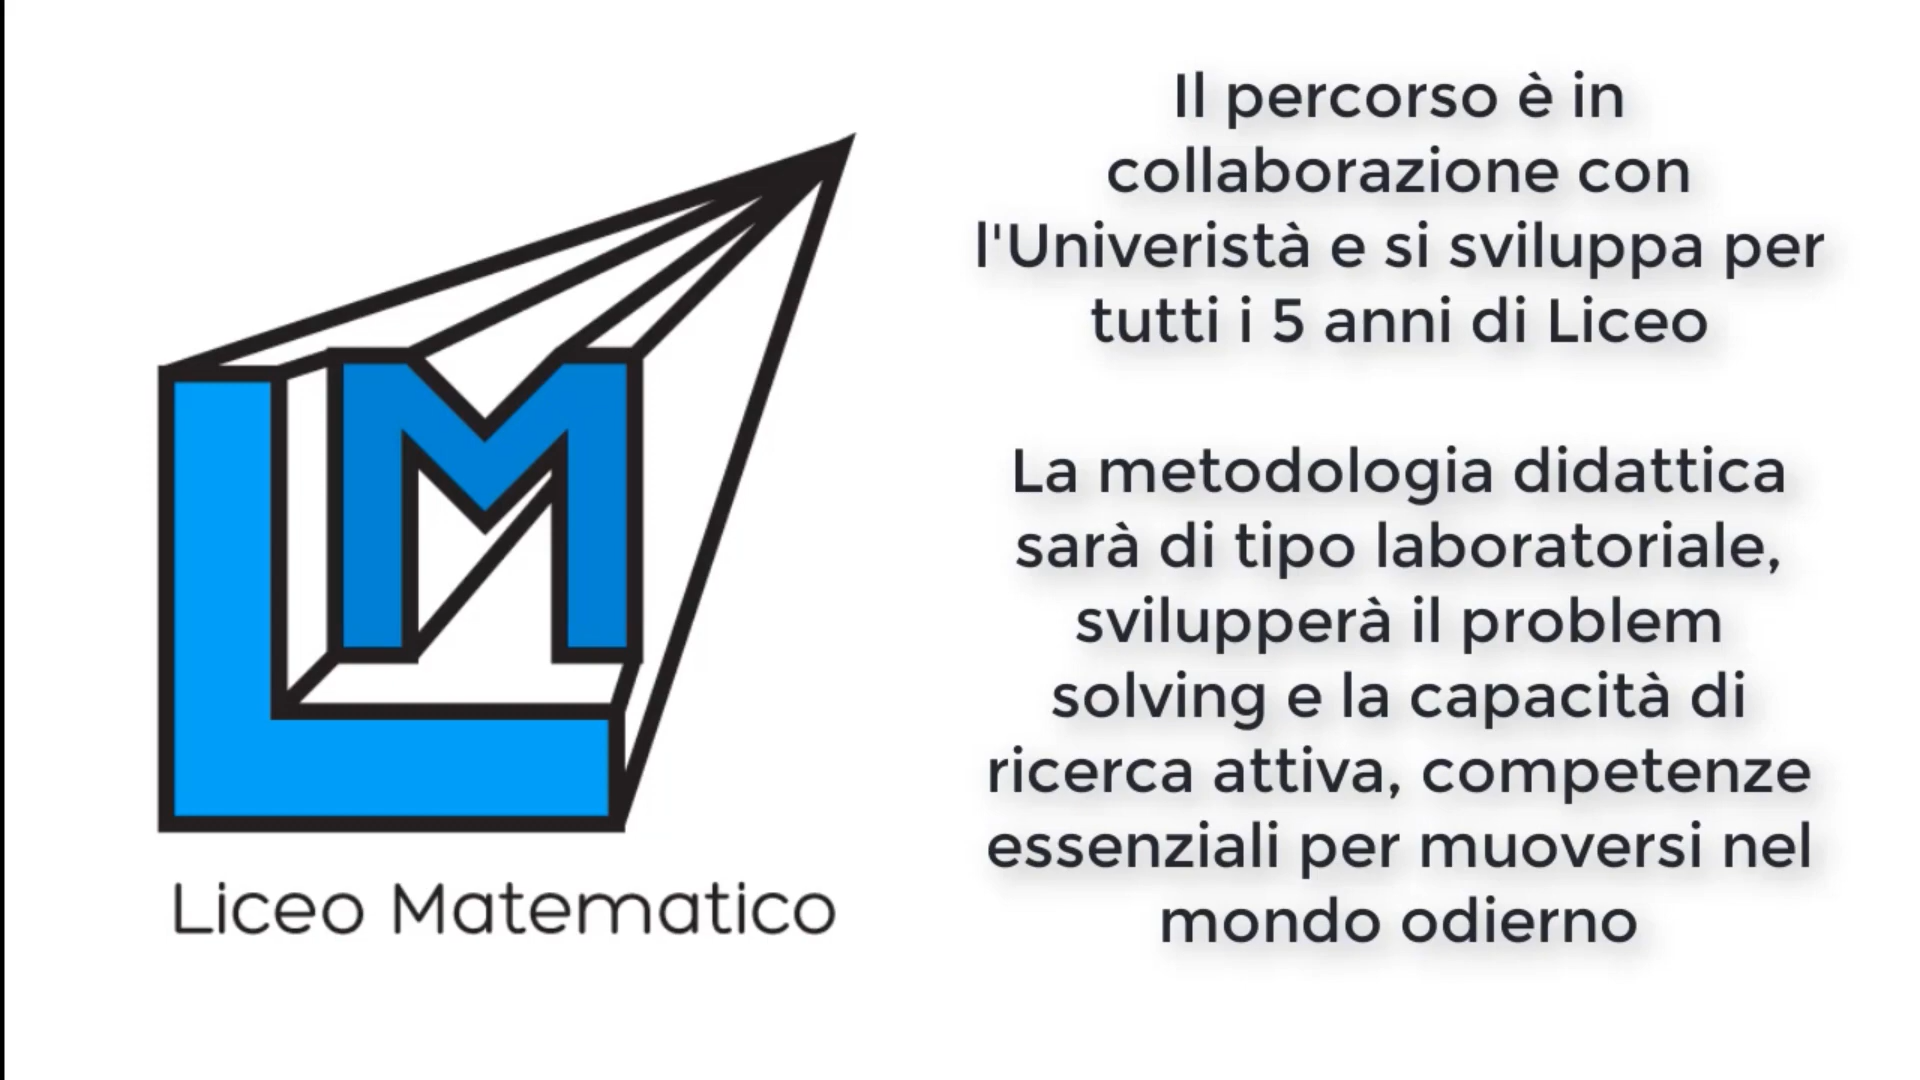 LM
Liceo Matematico
Il percorso è in
collaborazione con
l'Univeristà e si sviluppa per
tutti i 5 anni di Liceo
La metodologia didattica
sarà di tipo laboratoriale,
svilupperà il problem
solving e la capacità di
ricerca attiva, competenze
essenziali per muoversi nel
mondo odierno